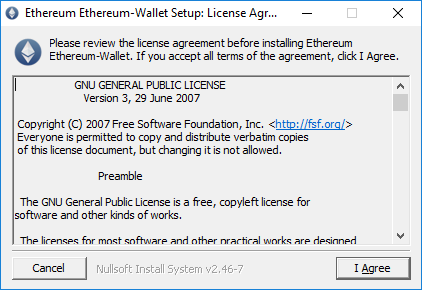 Ethereum Ethereum-Wallet Setup: License Agr...
Please review the license agreement before installing Ethereum
Ethereum-Wallet. If you accept all terms of the agreement, click I Agree.
GNU GENERAL PUBLIC LICENSE
Version 3, 29 June 2007
Copyright (C) 2007 Free Software Foundation, Inc. <http://fsf.org/>
Everyone is permitted to copy and distribute verbatim copies
of this license document, but changing it is not allowed.
Preamble
The GNU General Public License is a free, copyleft license for
software and other kinds of works.
The licenses for most software and other practical works are designed
Cancel Nullsoft Install System v2.46-7 I Agree